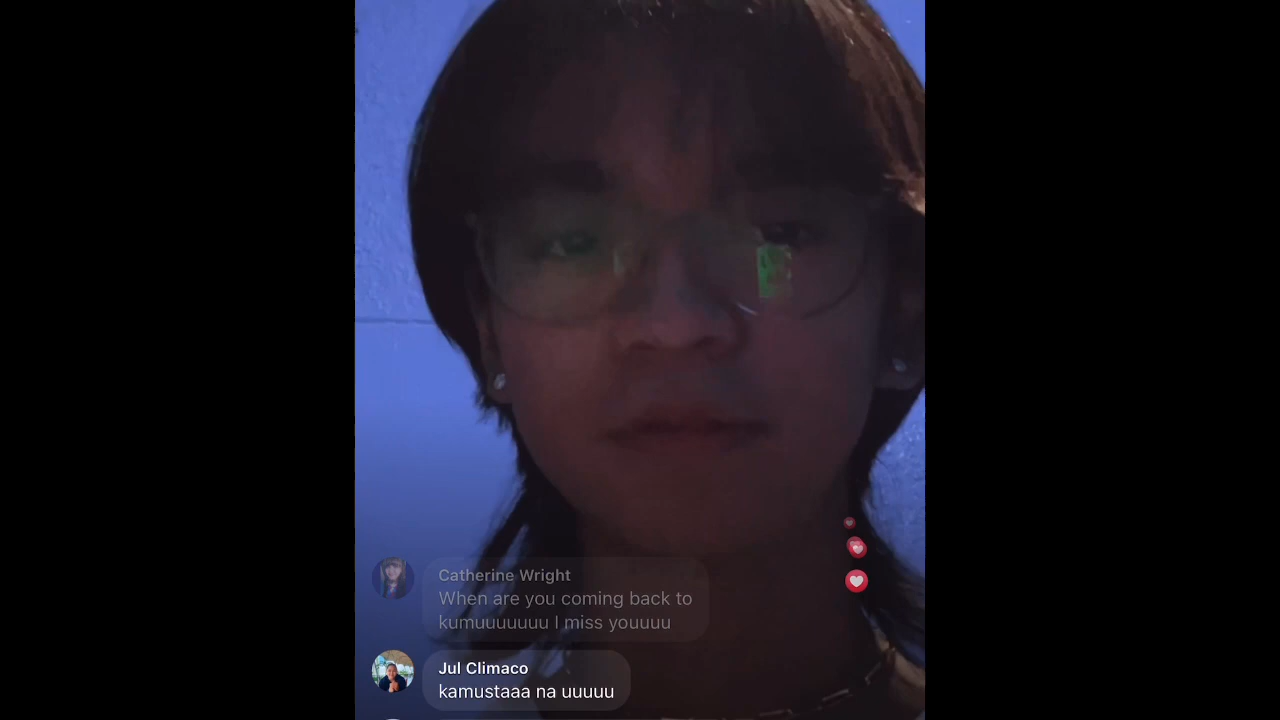 Catherine Wright
When are you coming back to
kumuuuuuuu I miss youuuu
Jul Climaco
kamustaaa na uuuuu